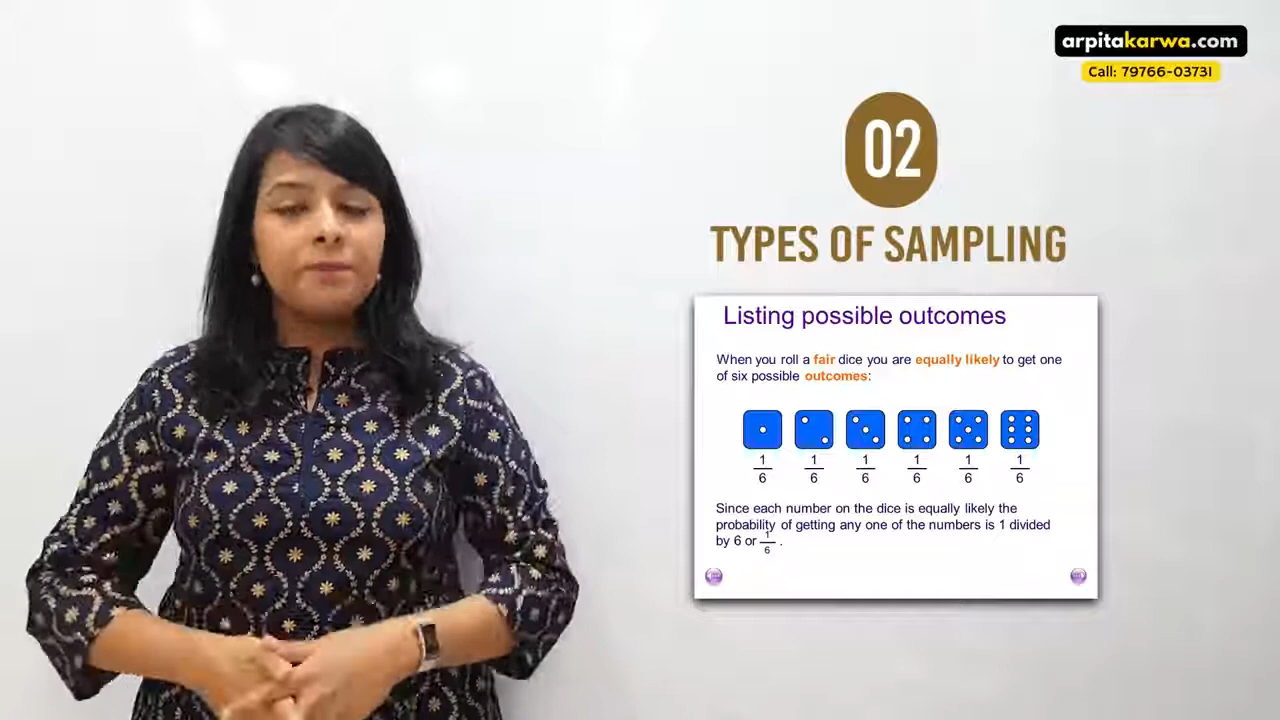 arpitakarwa.com
Call: 79766-03731
02
TYPES OF SAMPLING
Listing possible outcomes
When you roll a fair dice you are equally likely to get one
of six possible outcomes:
1/6 1/6 1/6 1/6 1/6 1/6
Since each number on the dice is equally likely the
probability of getting any one of the numbers is 1 divided
by 6 or 1/6 .